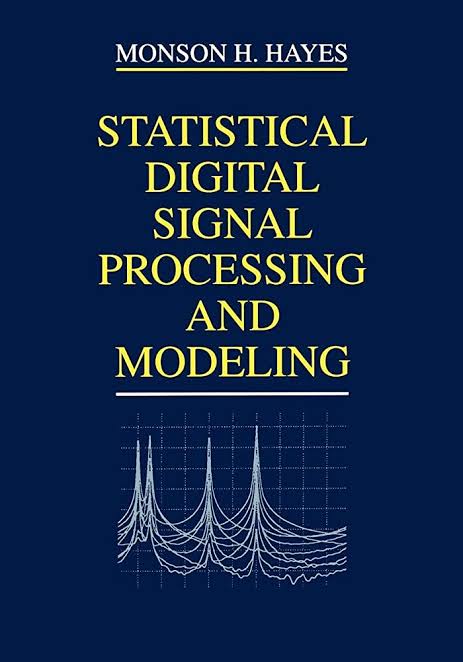 MONSON H. HAYES
STATISTICAL
DIGITAL
SIGNAL
PROCESSING
AND
MODELING